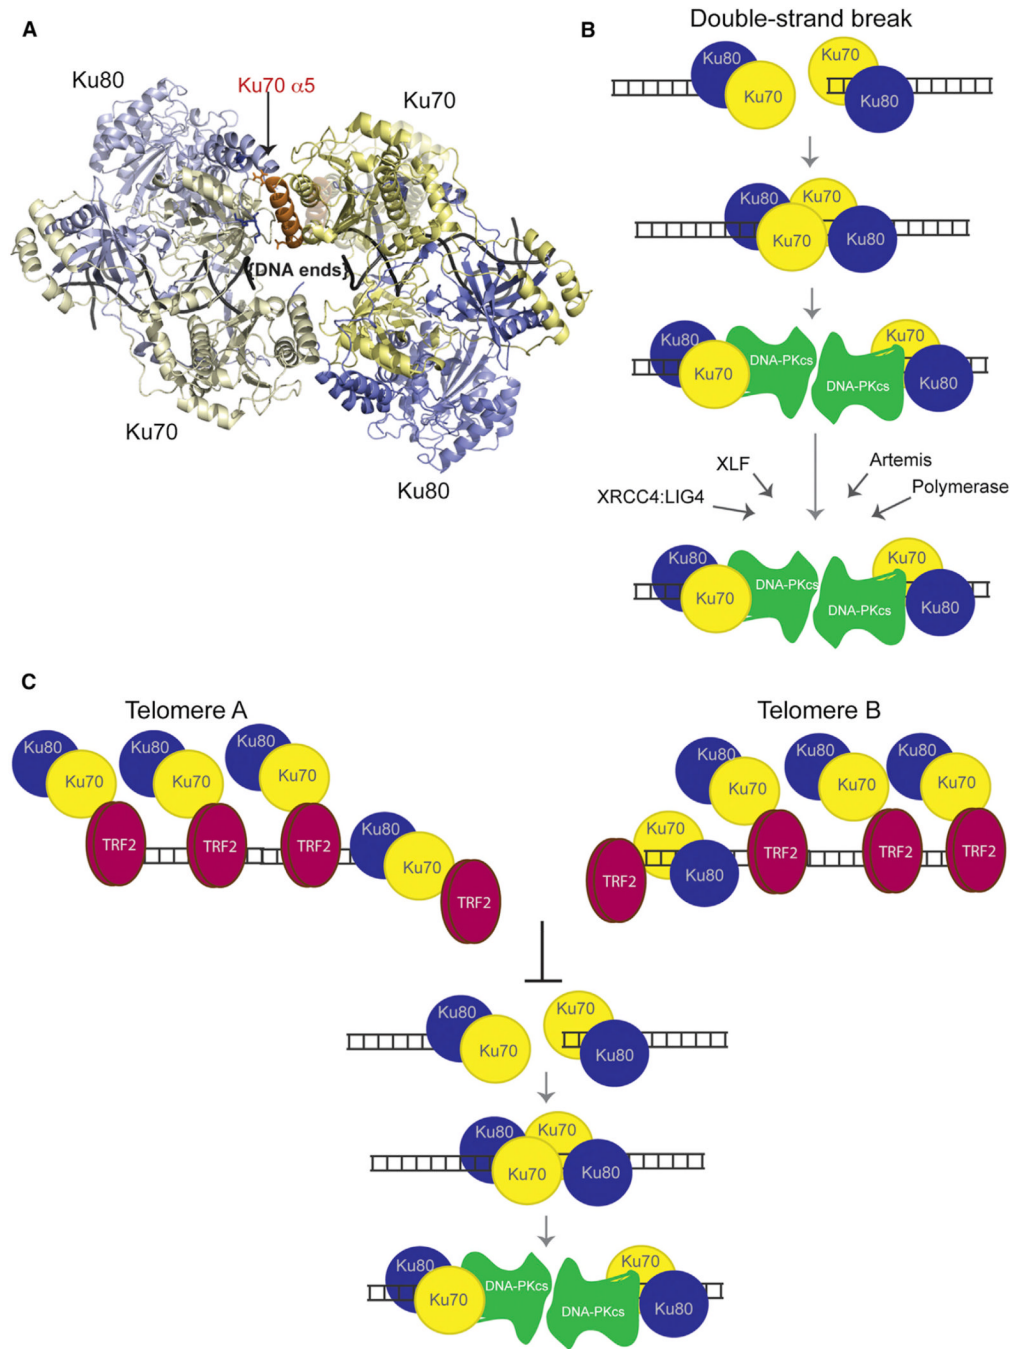 A
Ku80
Ku70 α5
Ku70
{DNA ends}
Ku70
Ku80
B
Double-strand break
Ku80
Ku70
Ku70
Ku80
Ku80
Ku70
Ku70
Ku80
Ku80
Ku70
DNA-PKcs
DNA-PKcs
Ku70
Ku80
XLF
Artemis
XRCC4:LIG4
Polymerase
Ku80
Ku70
DNA-PKcs
DNA-PKcs
Ku70
Ku80
C
Telomere A
Telomere B
Ku80
Ku70
Ku80
Ku70
Ku80
Ku70
TRF2
TRF2
TRF2
Ku80
Ku70
TRF2
Ku80
Ku70
Ku80
Ku70
Ku80
Ku70
Ku70
Ku80
TRF2
TRF2
TRF2
TRF2
Ku80
Ku70
Ku70
Ku80
Ku80
Ku70
Ku70
Ku80
Ku80
Ku70
DNA-PKcs
DNA-PKcs
Ku70
Ku80